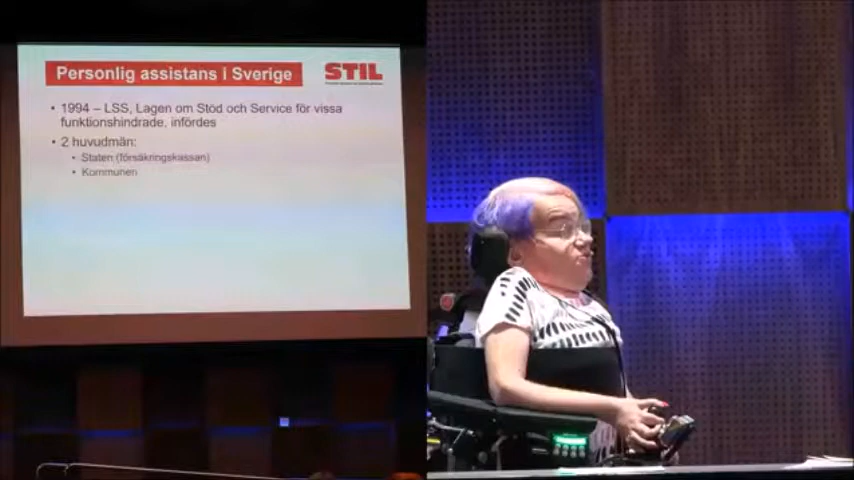 Personlig assistans i Sverige
STIL
• 1994 – LSS, Lagen om Stöd och Service för vissa
funktionshindrade, infördes
• 2 huvudmän:
• Staten (försäkringskassan)
• Kommunen